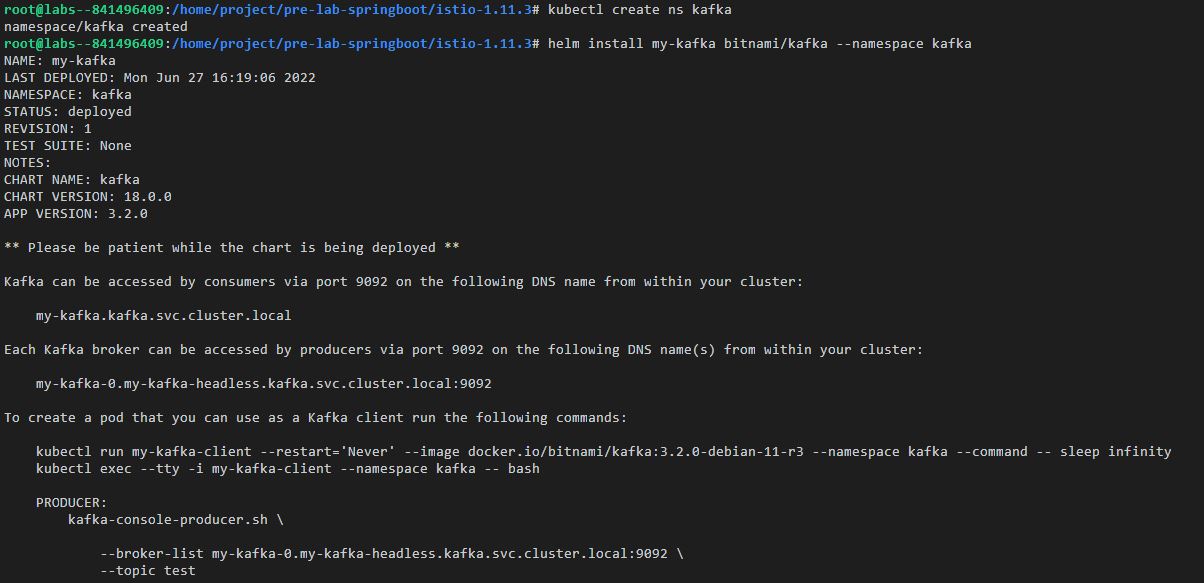 root@labs--841496409:/home/project/pre-lab-springboot/istio-1.11.3# kubectl create ns kafka
namespace/kafka created
root@labs--841496409:/home/project/pre-lab-springboot/istio-1.11.3# helm install my-kafka bitnami/kafka --namespace kafka
NAME: my-kafka
LAST DEPLOYED: Mon Jun 27 16:19:06 2022
NAMESPACE: kafka
STATUS: deployed
REVISION: 1
TEST SUITE: None
NOTES:
CHART NAME: kafka
CHART VERSION: 18.0.0
APP VERSION: 3.2.0
** Please be patient while the chart is being deployed **
Kafka can be accessed by consumers via port 9092 on the following DNS name from within your cluster:
my-kafka.kafka.svc.cluster.local
Each Kafka broker can be accessed by producers via port 9092 on the following DNS name(s) from within your cluster:
my-kafka-0.my-kafka-headless.kafka.svc.cluster.local:9092
To create a pod that you can use as a Kafka client run the following commands:
kubectl run my-kafka-client --restart='Never' --image docker.io/bitnami/kafka:3.2.0-debian-11-r3 --namespace kafka --command -- sleep infinity
kubectl exec --tty -i my-kafka-client --namespace kafka -- bash
PRODUCER:
kafka-console-producer.sh \
--broker-list my-kafka-0.my-kafka-headless.kafka.svc.cluster.local:9092 \
--topic test